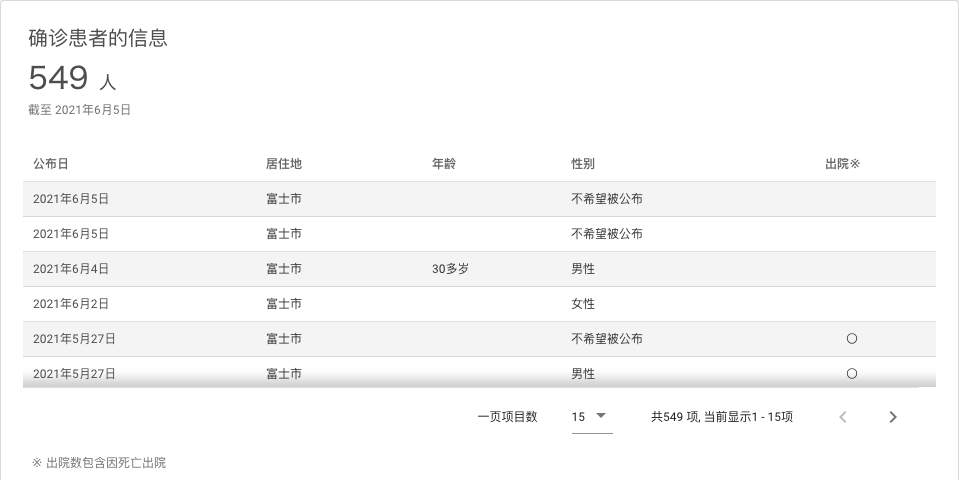 确诊患者的信息
549 人
截至 2021年6月5日
公布日 居住地 年龄 性别 出院※
2021年6月5日 富士市 不希望被公布
2021年6月5日 富士市 不希望被公布
2021年6月4日 富士市 30多岁 男性
2021年6月2日 富士市 女性
2021年5月27日 富士市 不希望被公布 〇
2021年5月27日 富士市 男性 〇
一页项目数 15 共549 项, 当前显示1 - 15项
※ 出院数包含因死亡出院